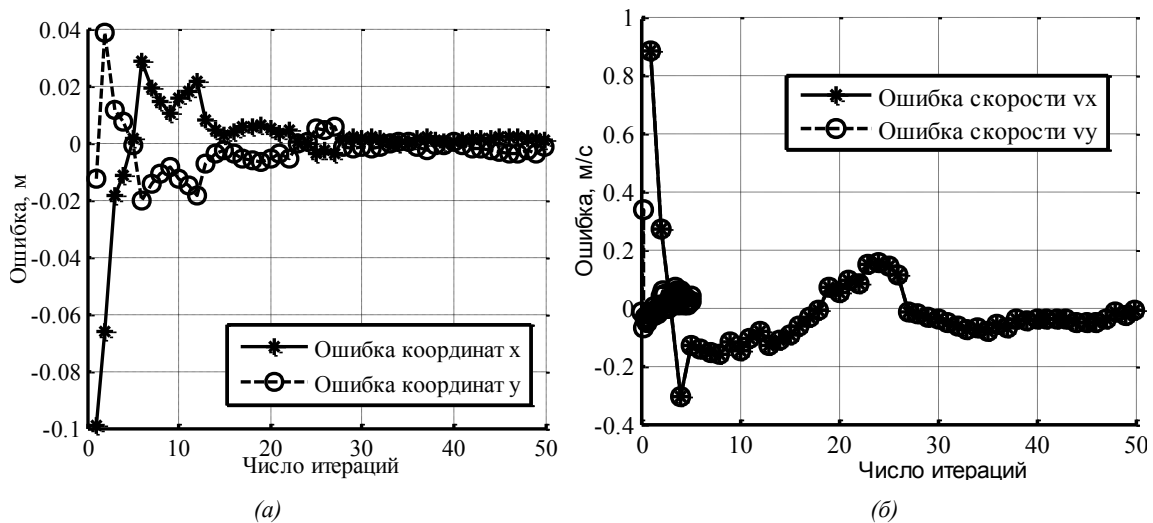 0.04
0.02
0
-0.02
-0.04
-0.06
-0.08
-0.1
Ошибка, м
Ошибка координат x
Ошибка координат y
0
10
20
30
40
50
Число итераций
(а)
1
0.8
0.6
0.4
0.2
0
-0.2
-0.4
Ошибка, м/с
Ошибка скорости vx
Ошибка скорости vy
0
10
20
30
40
50
Число итераций
(б)